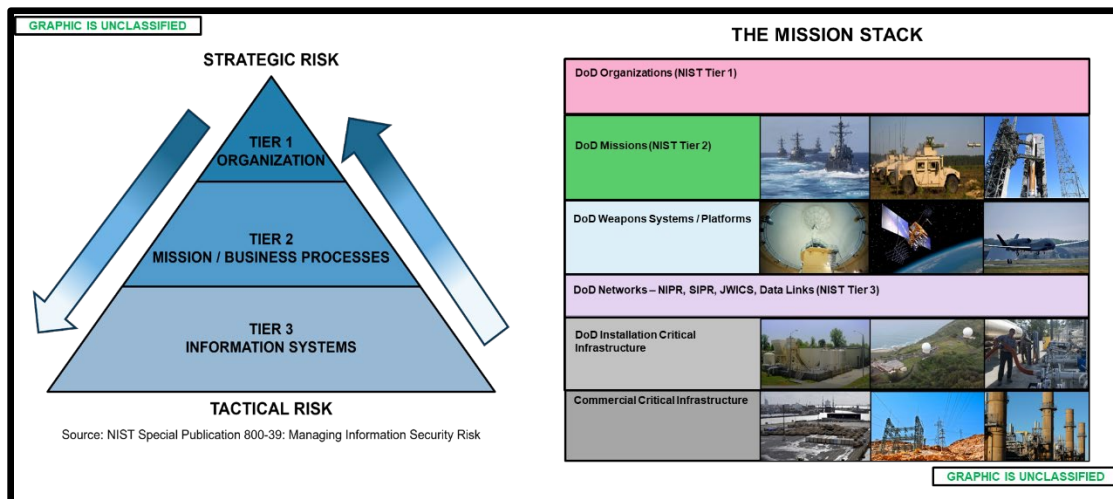 GRAPHIC IS UNCLASSIFIED
STRATEGIC RISK
TIER 1
ORGANIZATION
TIER 2
MISSION / BUSINESS PROCESSES
TIER 3
INFORMATION SYSTEMS
TACTICAL RISK
Source: NIST Special Publication 800-39: Managing Information Security Risk
THE MISSION STACK
DoD Organizations (NIST Tier 1)
DoD Missions (NIST Tier 2)
DoD Weapons Systems / Platforms
DoD Networks – NIPR, SIPR, JWICS, Data Links (NIST Tier 3)
DoD Installation Critical
Infrastructure
Commercial Critical Infrastructure
GRAPHIC IS UNCLASSIFIED